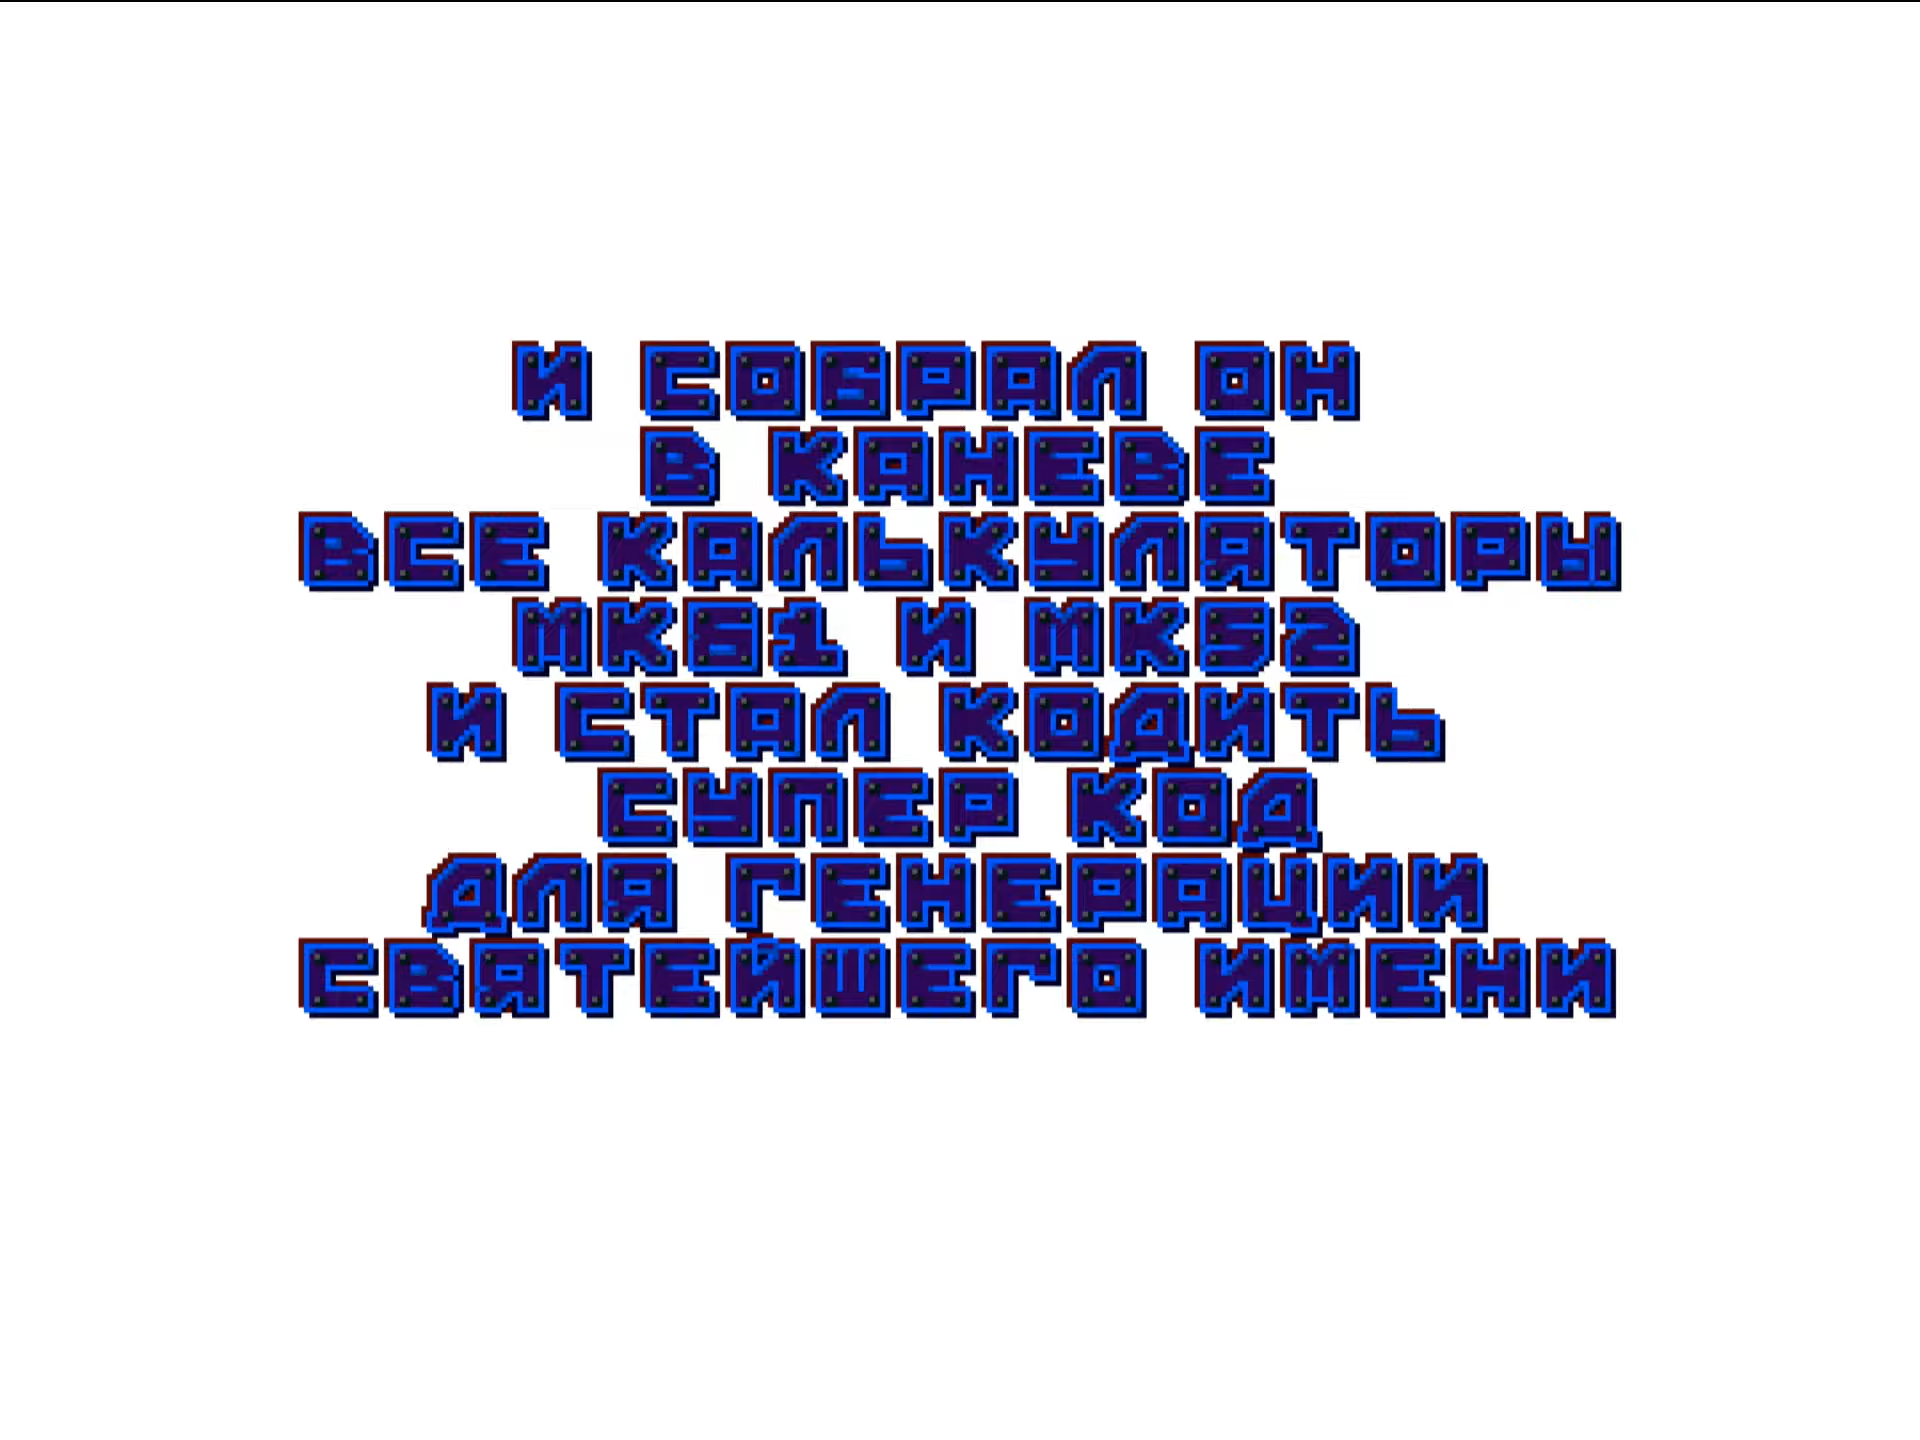 И СОБРАЛ ОН
В КАНЕВЕ
ВСЕ КАЛЬКУЛЯТОРЫ
МК61 И МК52
И СТАЛ КОДИТЬ
СУПЕР КОД
ДЛЯ ГЕНЕРАЦИИ
СВЯТЕЙШЕГО ИМЕНИ